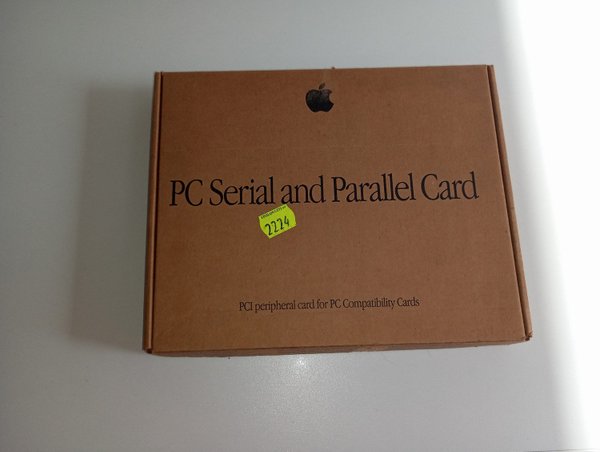 PC Serial and Parallel Card
2224
PCI peripheral card for PC Compatibility Cards